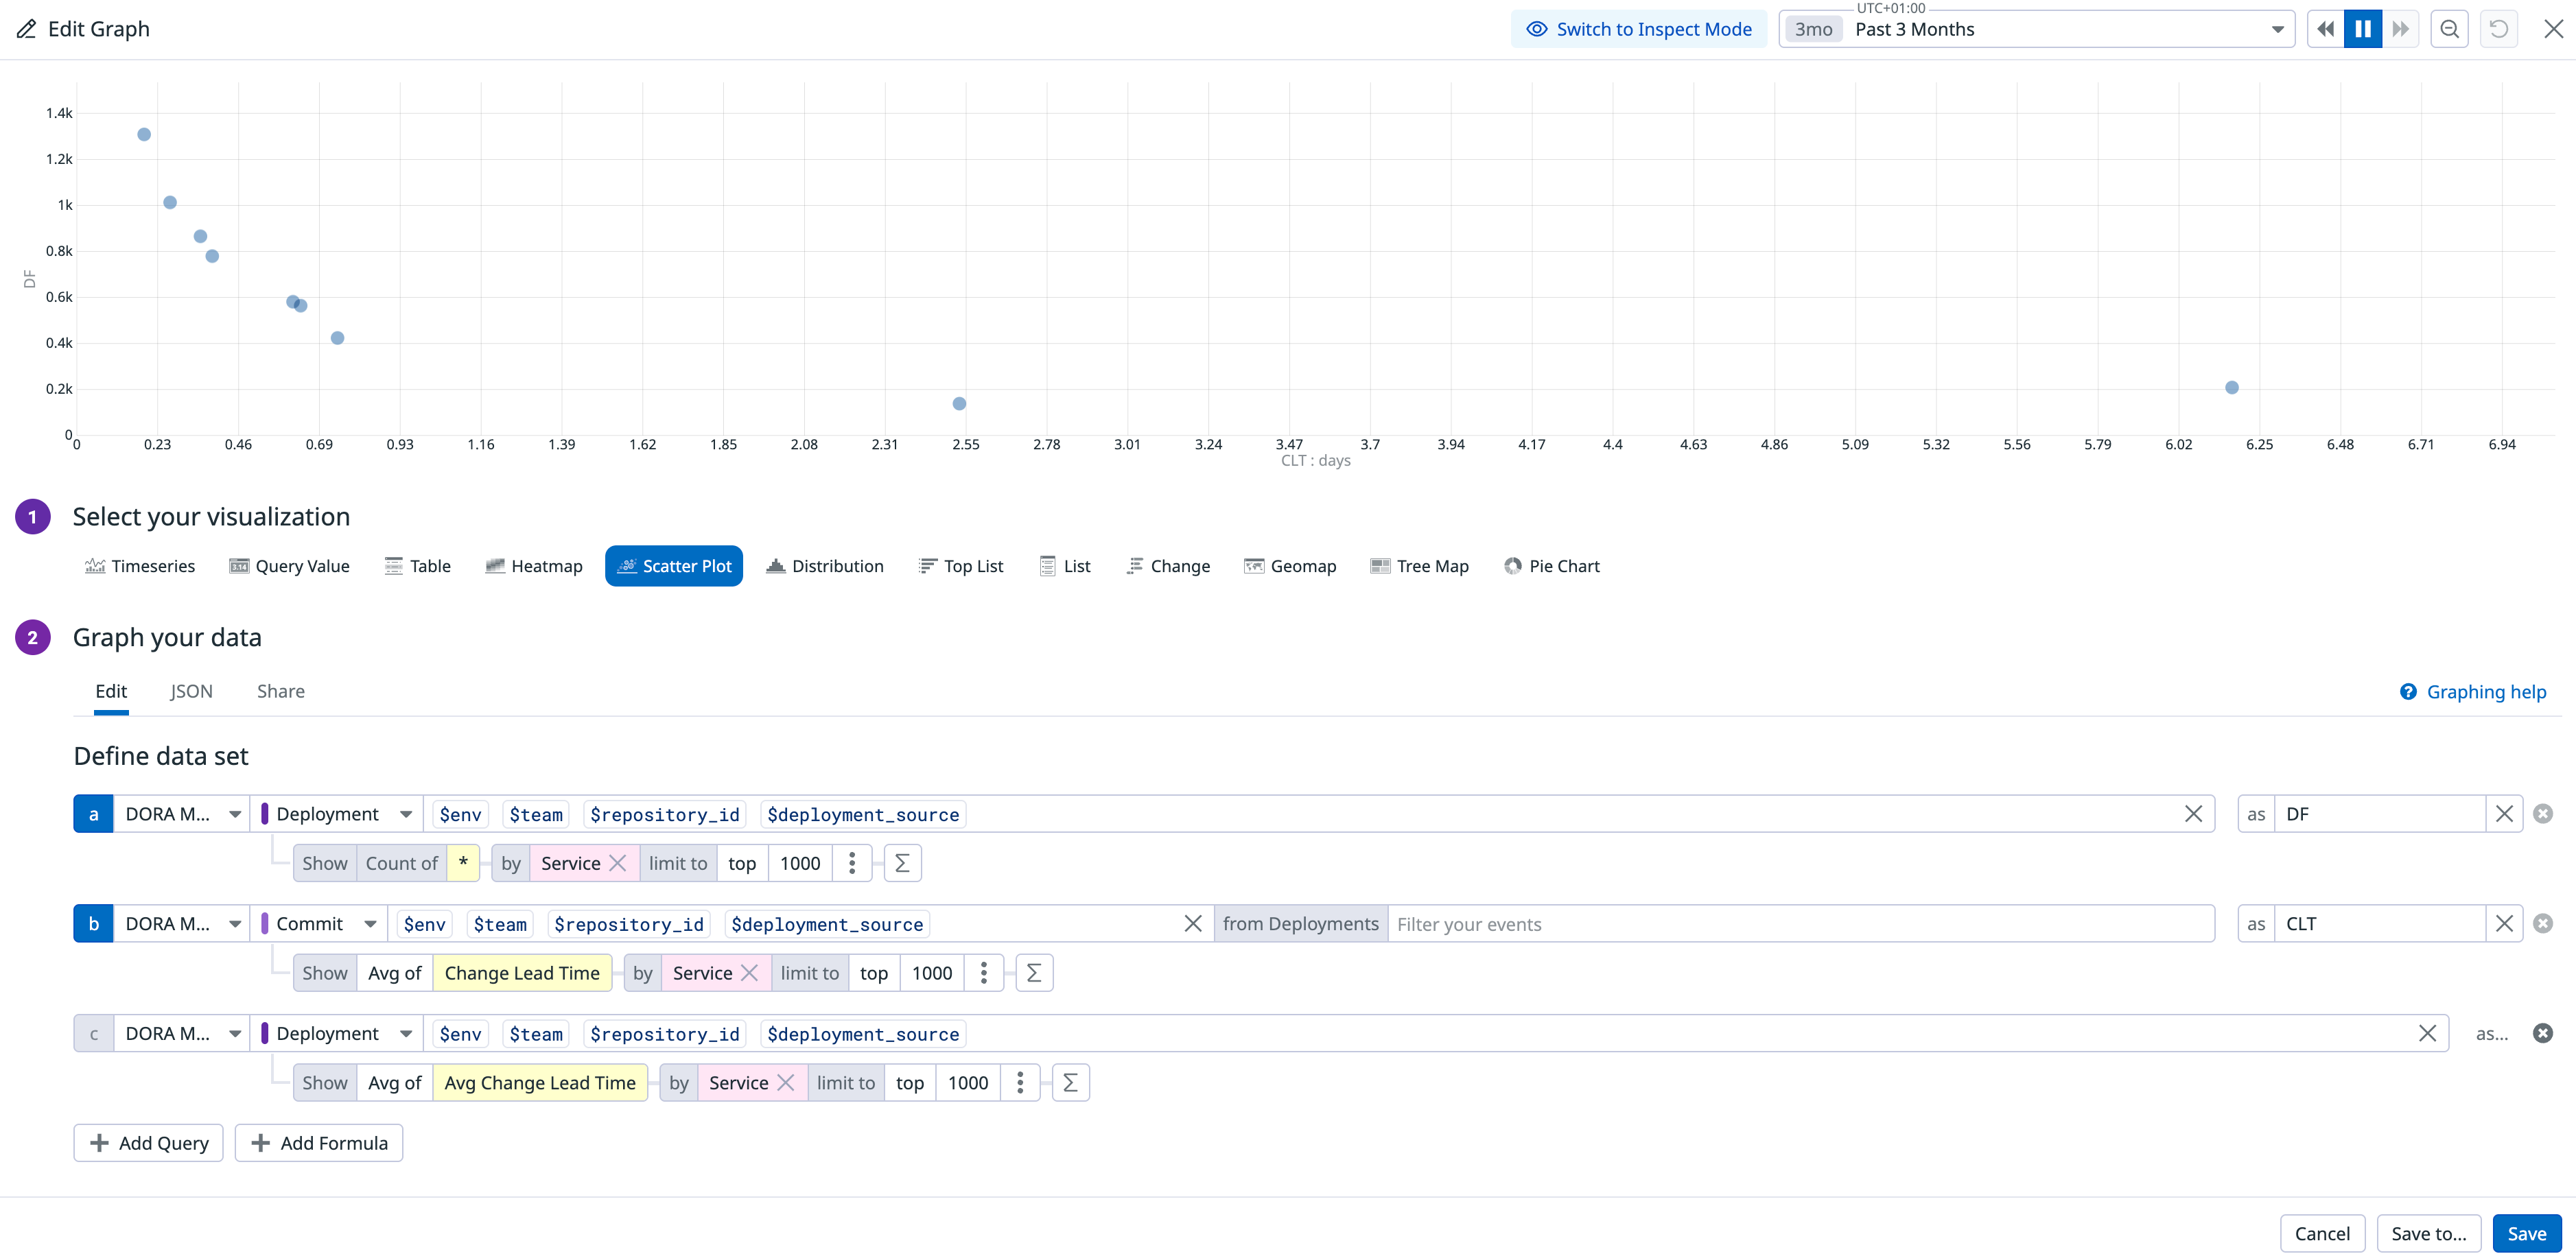 Edit Graph
Switch to Inspect Mode
UTC+01:00
3mo Past 3 Months
1.4k
1.2k
1k
0.8k
0.6k
0.4k
0.2k
0
DF
0 0.23 0.46 0.69 0.93 1.16 1.39 1.62 1.85 2.08 2.31 2.55 2.78 3.01 3.24 3.47 3.7 3.94 4.17 4.4 4.63 4.86 5.09 5.32 5.56 5.79 6.02 6.25 6.48 6.71 6.94
CLT : days
1 Select your visualization
Timeseries Query Value Table Heatmap Scatter Plot Distribution Top List List Change Geomap Tree Map Pie Chart
2 Graph your data
Edit JSON Share
? Graphing help
Define data set
a DORA M... Deployment $env $team $repository_id $deployment_source as DF
Show Count of * by Service limit to top 1000 Σ
b DORA M... Commit $env $team $repository_id $deployment_source from Deployments Filter your events as CLT
Show Avg of Change Lead Time by Service limit to top 1000 Σ
c DORA M... Deployment $env $team $repository_id $deployment_source as...
Show Avg of Avg Change Lead Time by Service limit to top 1000 Σ
+ Add Query + Add Formula
Cancel Save to... Save